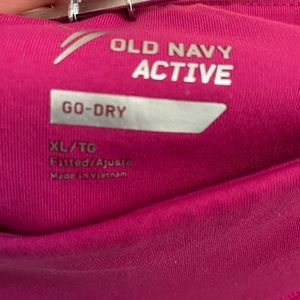 OLD NAVY
ACTIVE
GO-DRY
XL/TG
Fitted/Ajusté
Made in Vietnam